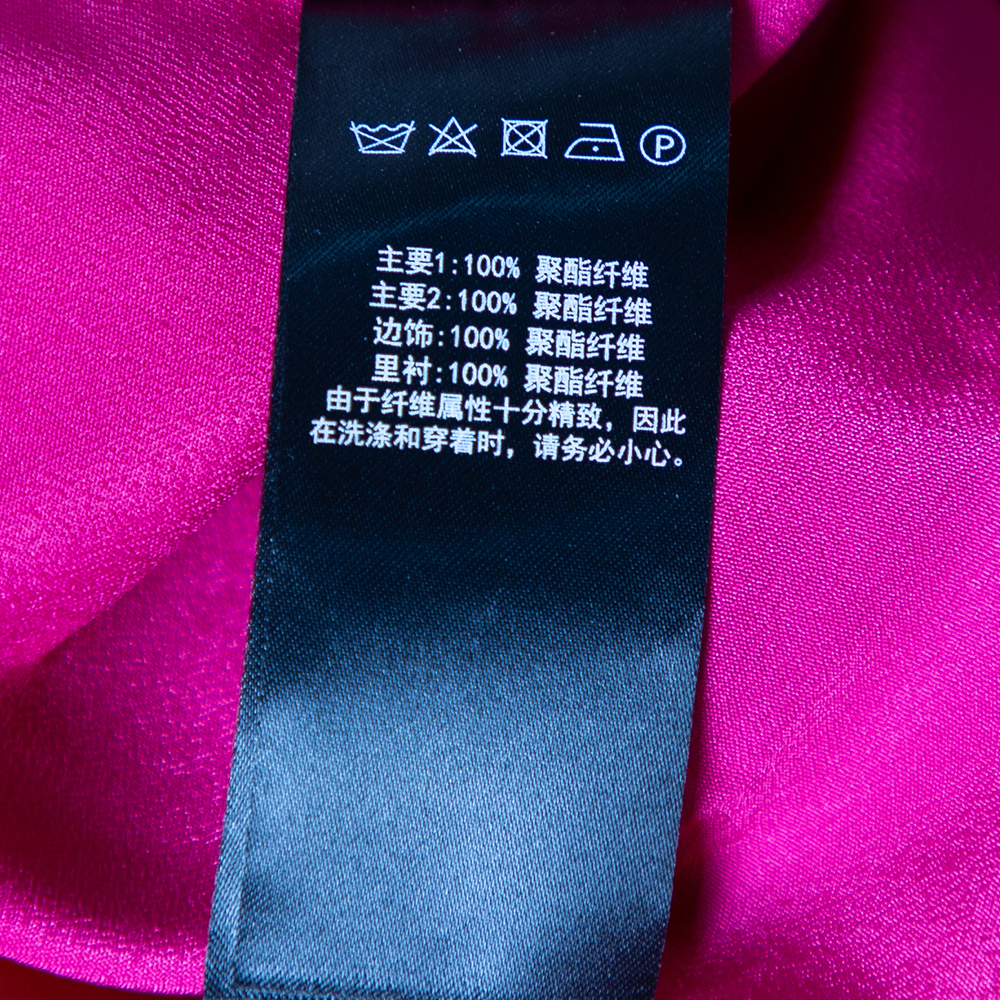 P
主要1:100% 聚酯纤维
主要2:100% 聚酯纤维
边饰:100% 聚酯纤维
里衬:100% 聚酯纤维
由于纤维属性十分精致，因此
在洗涤和穿着时，请务必小心。